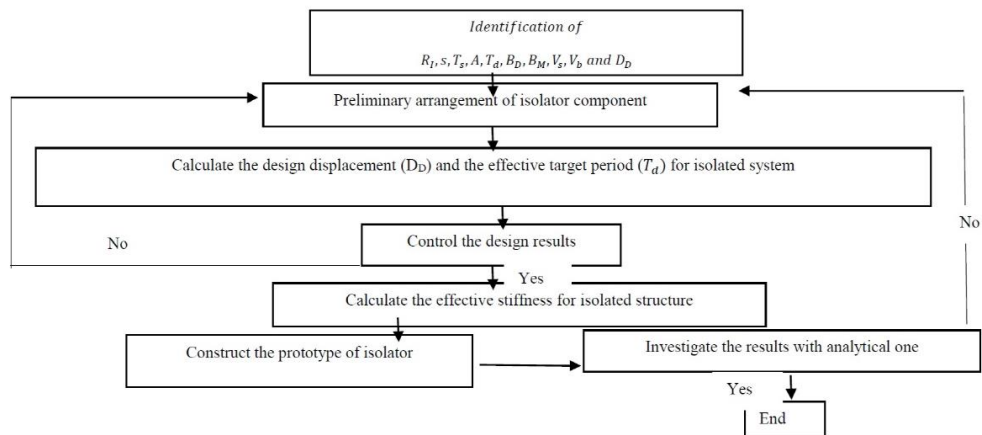 Identification of
R_I, s, T_s, A, T_d, B_D, B_M, V_s, V_b and D_D
Preliminary arrangement of isolator component
Calculate the design displacement (D_D) and the effective target period (T_d) for isolated system
No
Control the design results
No
Yes
Calculate the effective stiffness for isolated structure
Construct the prototype of isolator
Investigate the results with analytical one
Yes
End